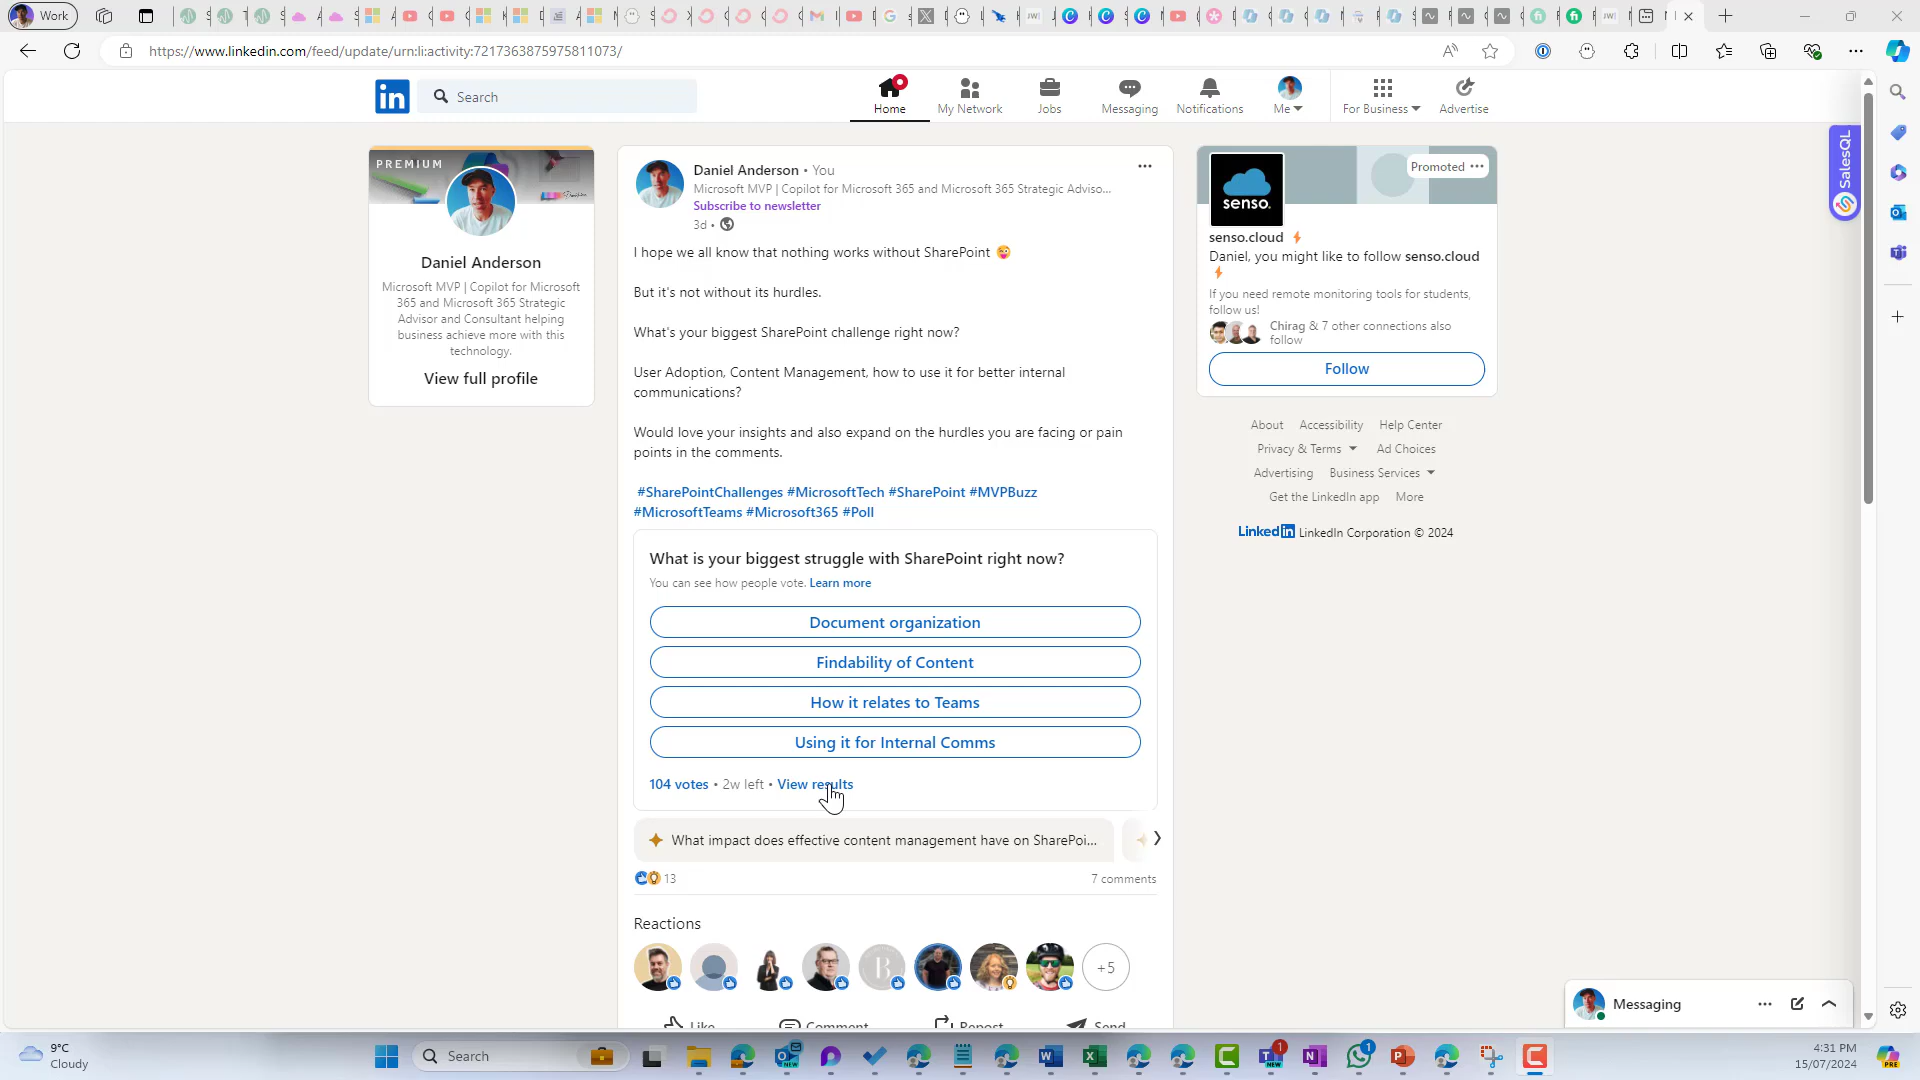 Work
https://www.linkedin.com/feed/update/urn:li:activity:7217363875975811073/
in
Search
Home
My Network
Jobs
Messaging
Notifications
Me
For Business
Advertise
PREMIUM
Daniel Anderson
Microsoft MVP | Copilot for Microsoft
365 and Microsoft 365 Strategic
Advisor and Consultant helping
business achieve more with this
technology.
View full profile
Daniel Anderson • You
Microsoft MVP | Copilot for Microsoft 365 and Microsoft 365 Strategic Adviso...
Subscribe to newsletter
3d •
I hope we all know that nothing works without SharePoint 😜
But it's not without its hurdles.
What's your biggest SharePoint challenge right now?
User Adoption, Content Management, how to use it for better internal
communications?
Would love your insights and also expand on the hurdles you are facing or pain
points in the comments.
#SharePointChallenges #MicrosoftTech #SharePoint #MVPBuzz
#MicrosoftTeams #Microsoft365 #Poll
What is your biggest struggle with SharePoint right now?
You can see how people vote. Learn more
Document organization
Findability of Content
How it relates to Teams
Using it for Internal Comms
104 votes • 2w left • View results
What impact does effective content management have on SharePoi...
13
7 comments
Reactions
B
+5
Like
Comment
Repost
Send
Promoted
senso.
senso.cloud
Daniel, you might like to follow senso.cloud
If you need remote monitoring tools for students,
follow us!
Chirag & 7 other connections also
follow
Follow
About Accessibility Help Center
Privacy & Terms Ad Choices
Advertising Business Services
Get the LinkedIn app More
LinkedIn LinkedIn Corporation © 2024
SalesQL
Messaging
9°C
Cloudy
Search
4:31 PM
15/07/2024